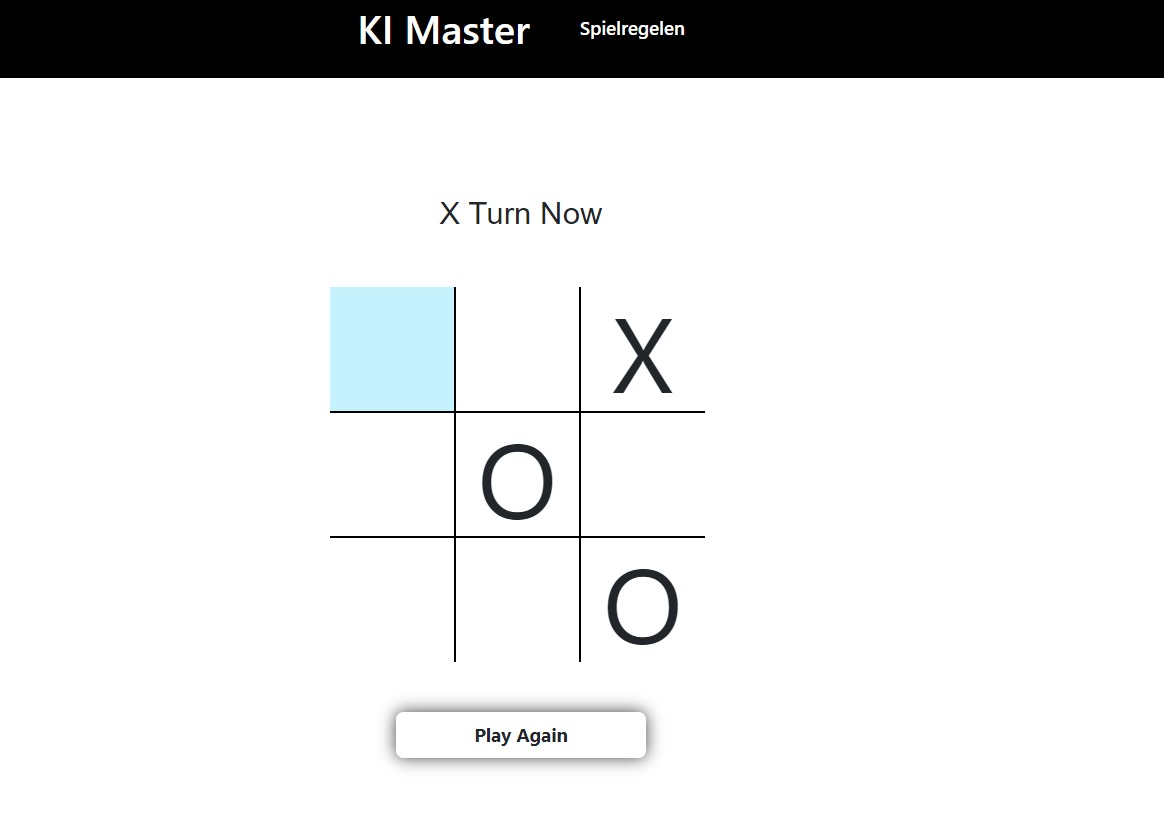 KI Master Spielregelen
X Turn Now
X
O
O
Play Again